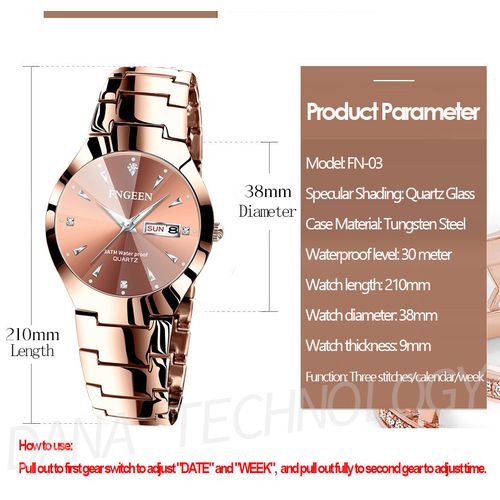 Product Parameter
Model: FN-03
Specular Shading: Quartz Glass
Case Material: Tungsten Steel
Waterproof level: 30 meter
Watch length: 210mm
Watch diameter: 38mm
Watch thickness: 9mm
Function: Three stitches/calendar/week
38mm
Diameter
210mm
Length
FNGEEN
SUN 8
3ATM Water proof
QUARTZ
DANA TECHNOLOGY
How to use:
Pull out to first gear switch to adjust "DATE" and "WEEK", and pull out fully to second gear to adjust time.